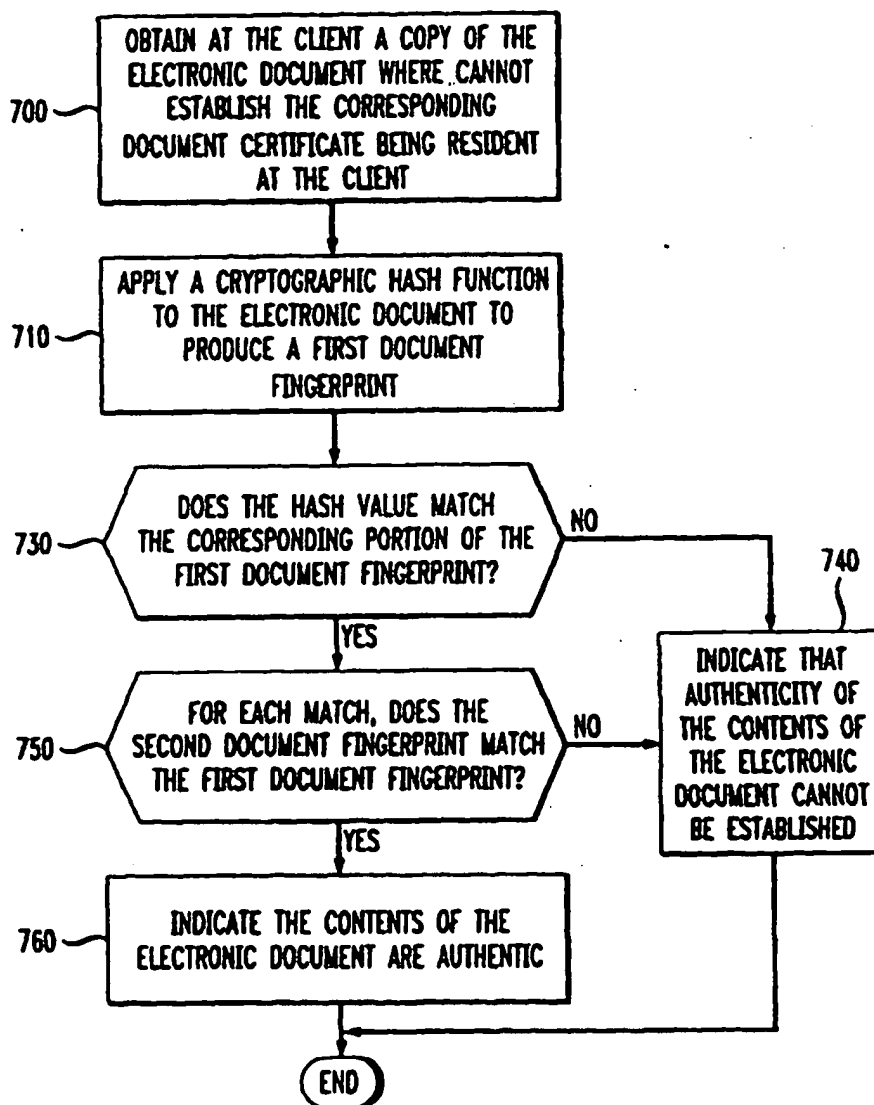 OBTAIN AT THE CLIENT A COPY OF THE
ELECTRONIC DOCUMENT WHERE CANNOT
ESTABLISH THE CORRESPONDING
DOCUMENT CERTIFICATE BEING RESIDENT
AT THE CLIENT
700
APPLY A CRYPTOGRAPHIC HASH FUNCTION
TO THE ELECTRONIC DOCUMENT TO
PRODUCE A FIRST DOCUMENT
FINGERPRINT
710
DOES THE HASH VALUE MATCH
THE CORRESPONDING PORTION OF THE
FIRST DOCUMENT FINGERPRINT?
730
NO
YES
740
INDICATE THAT
AUTHENTICITY OF
THE CONTENTS OF
THE ELECTRONIC
DOCUMENT CANNOT
BE ESTABLISHED
FOR EACH MATCH, DOES THE
SECOND DOCUMENT FINGERPRINT MATCH
THE FIRST DOCUMENT FINGERPRINT?
750
NO
YES
INDICATE THE CONTENTS OF THE
ELECTRONIC DOCUMENT ARE AUTHENTIC
760
END